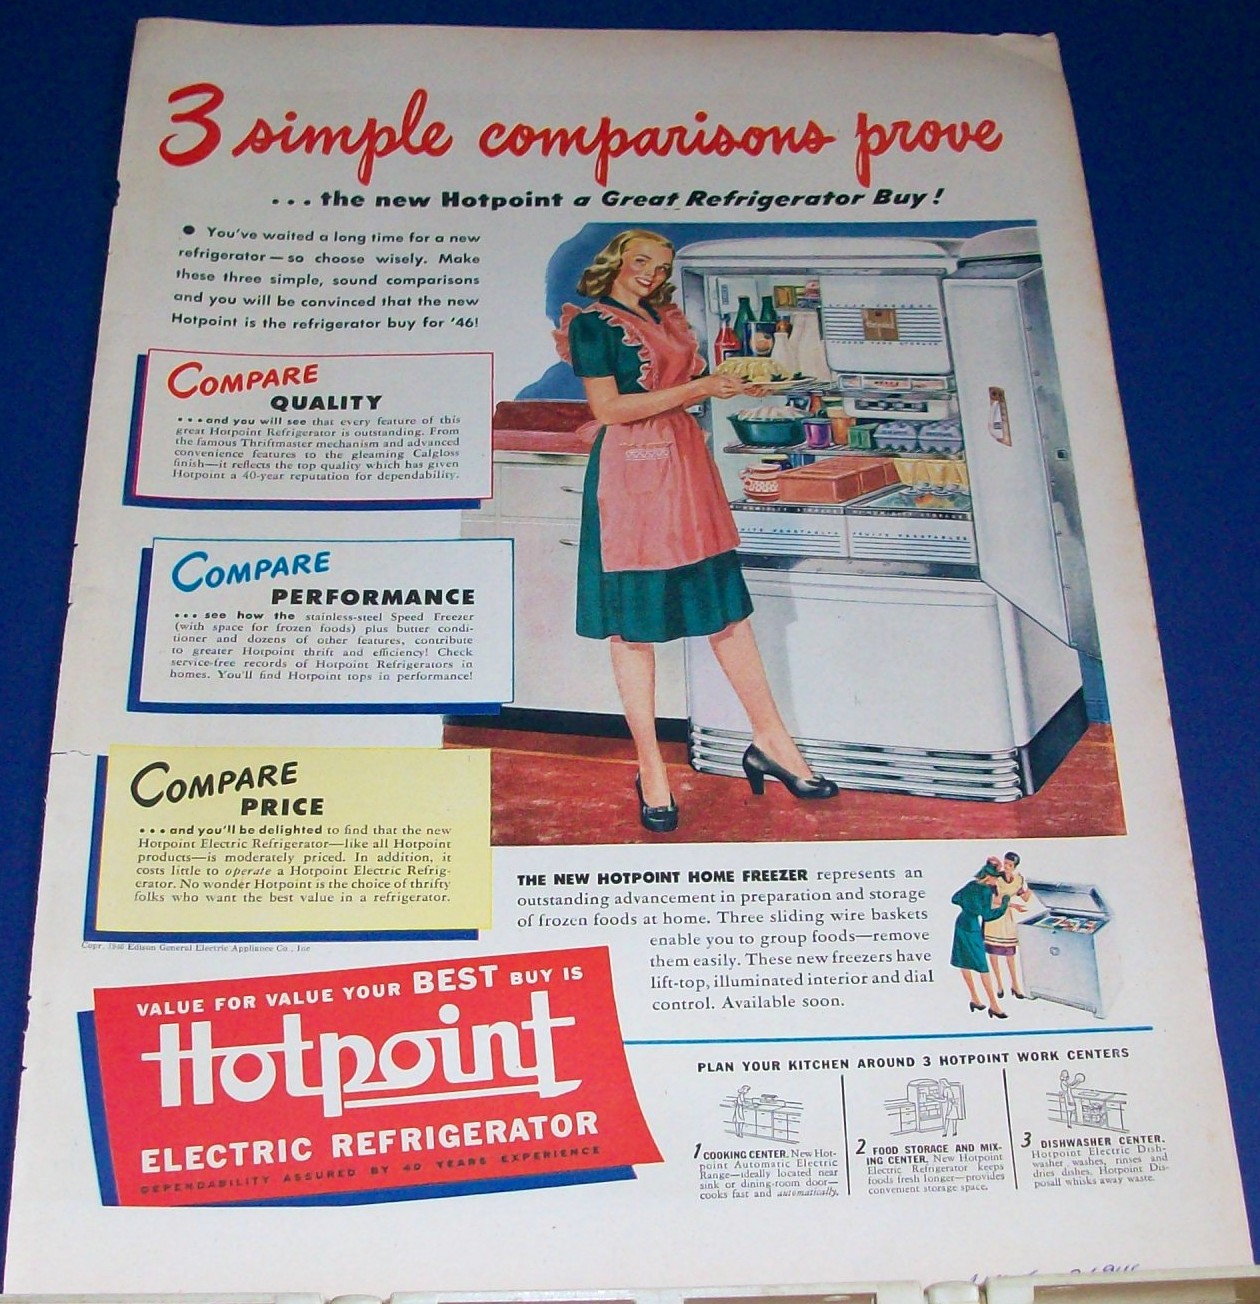 3 simple comparisons prove
... the new Hotpoint a Great Refrigerator Buy!
● You've waited a long time for a new
refrigerator — so choose wisely. Make
these three simple, sound comparisons
and you will be convinced that the new
Hotpoint is the refrigerator buy for '46!
COMPARE
QUALITY
... and you will see that every feature of this
great Hotpoint Refrigerator is outstanding. From
the famous Thriftmaster mechanism and advanced
convenience features to the gleaming Calgloss
finish—it reflects the top quality which has given
Hotpoint a 40-year reputation for dependability.
COMPARE
PERFORMANCE
... see how the stainless-steel Speed Freezer
(with space for frozen foods) plus butter condi-
tioner and dozens of other features, contribute
to greater Hotpoint thrift and efficiency! Check
service-free records of Hotpoint Refrigerators in
homes. You'll find Hotpoint tops in performance!
COMPARE
PRICE
... and you'll be delighted to find that the new
Hotpoint Electric Refrigerator—like all Hotpoint
products—is moderately priced. In addition, it
costs little to operate a Hotpoint Electric Refrig-
erator. No wonder Hotpoint is the choice of thrifty
folks who want the best value in a refrigerator.
Copr. 1946 Edison General Electric Appliance Co., Inc.
THE NEW HOTPOINT HOME FREEZER represents an
outstanding advancement in preparation and storage
of frozen foods at home. Three sliding wire baskets
enable you to group foods—remove
them easily. These new freezers have
lift-top, illuminated interior and dial
control. Available soon.
VALUE FOR VALUE YOUR BEST BUY IS
Hotpoint
ELECTRIC REFRIGERATOR
DEPENDABILITY ASSURED BY 40 YEARS EXPERIENCE
PLAN YOUR KITCHEN AROUND 3 HOTPOINT WORK CENTERS
1 COOKING CENTER. New Hot-
point Automatic Electric
Range—ideally located near
sink or dining-room door—
cooks fast and automatically.
2 FOOD STORAGE AND MIX-
ING CENTER. New Hotpoint
Electric Refrigerator keeps
foods fresh longer—provides
convenient storage space.
3 DISHWASHER CENTER.
Hotpoint Electric Dish-
washer washes, rinses and
dries dishes. Hotpoint Dis-
posall whisks away waste.